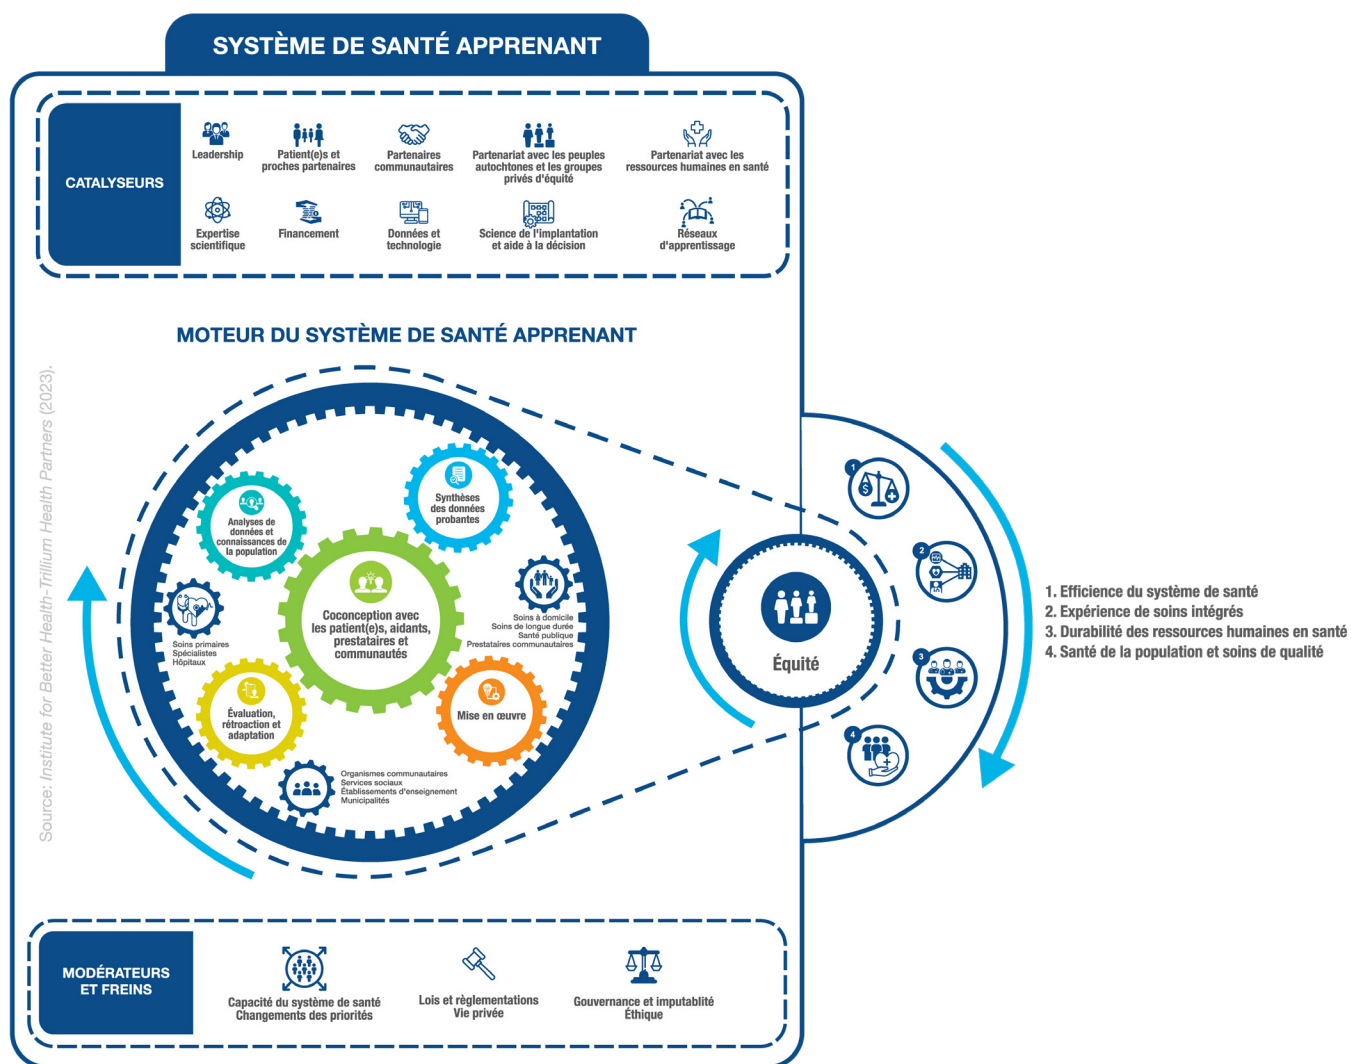 SYSTÈME DE SANTÉ APPRENANT
CATALYSEURS
Leadership
Patient(e)s et
proches partenaires
Partenaires
communautaires
Partenariat avec les peuples
autochtones et les groupes
privés d'équité
Partenariat avec les
ressources humaines en santé
Expertise
scientifique
Financement
Données et
technologie
Science de l'implantation
et aide à la décision
Réseaux
d'apprentissage
MOTEUR DU SYSTÈME DE SANTÉ APPRENANT
Source: Institute for Better Health-Trillium Health Partners (2023).
Analyses de
données et
connaissances de
la population
Synthèses
des données
probantes
Coconception avec
les patient(e)s, aidants,
prestataires et
communautés
Soins primaires
Spécialistes
Hôpitaux
Soins à domicile
Soins de longue durée
Santé publique
Prestataires communautaires
Évaluation,
rétroaction et
adaptation
Mise en œuvre
Organismes communautaires
Services sociaux
Établissements d'enseignement
Municipalités
Équité
1
$
2
3
4
1. Efficience du système de santé
2. Expérience de soins intégrés
3. Durabilité des ressources humaines en santé
4. Santé de la population et soins de qualité
MODÉRATEURS
ET FREINS
Capacité du système de santé
Changements des priorités
Lois et règlementations
Vie privée
Gouvernance et imputablité
Éthique